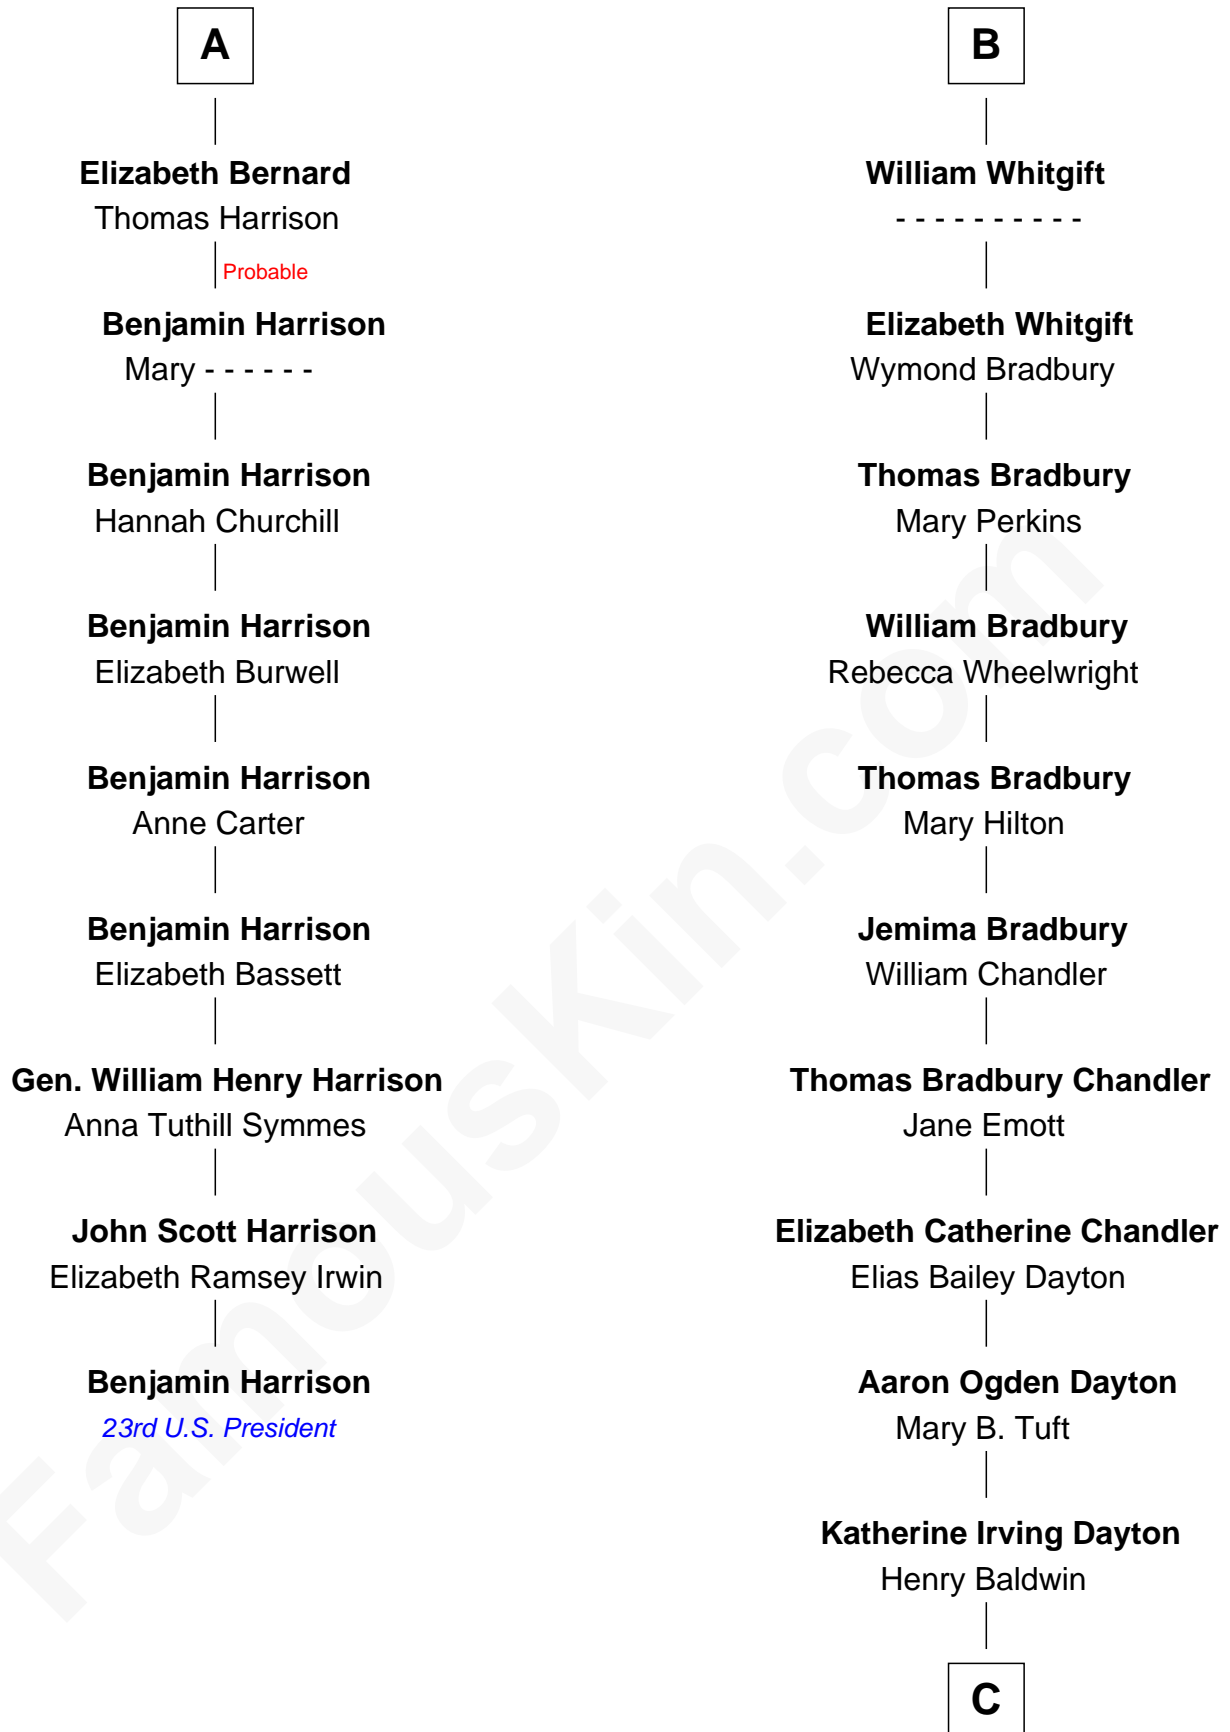 A
Elizabeth Bernard
Thomas Harrison
Probable
Benjamin Harrison
Mary - - - - - -
Benjamin Harrison
Hannah Churchill
Benjamin Harrison
Elizabeth Burwell
Benjamin Harrison
Anne Carter
Benjamin Harrison
Elizabeth Bassett
Gen. William Henry Harrison
Anna Tuthill Symmes
John Scott Harrison
Elizabeth Ramsey Irwin
Benjamin Harrison
23rd U.S. President
B
William Whitgift
- - - - - - - - - -
Elizabeth Whitgift
Wymond Bradbury
Thomas Bradbury
Mary Perkins
William Bradbury
Rebecca Wheelwright
Thomas Bradbury
Mary Hilton
Jemima Bradbury
William Chandler
Thomas Bradbury Chandler
Jane Emott
Elizabeth Catherine Chandler
Elias Bailey Dayton
Aaron Ogden Dayton
Mary B. Tuft
Katherine Irving Dayton
Henry Baldwin
C
FamousKin.com